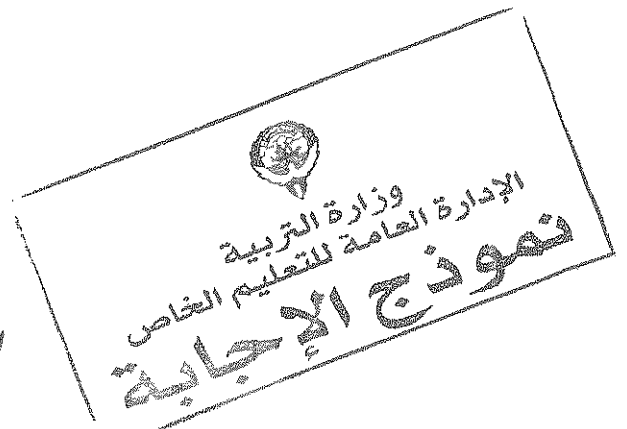 وزارة التربية
الإدارة العامة للتعليم الخاص
نموذج الإجابة